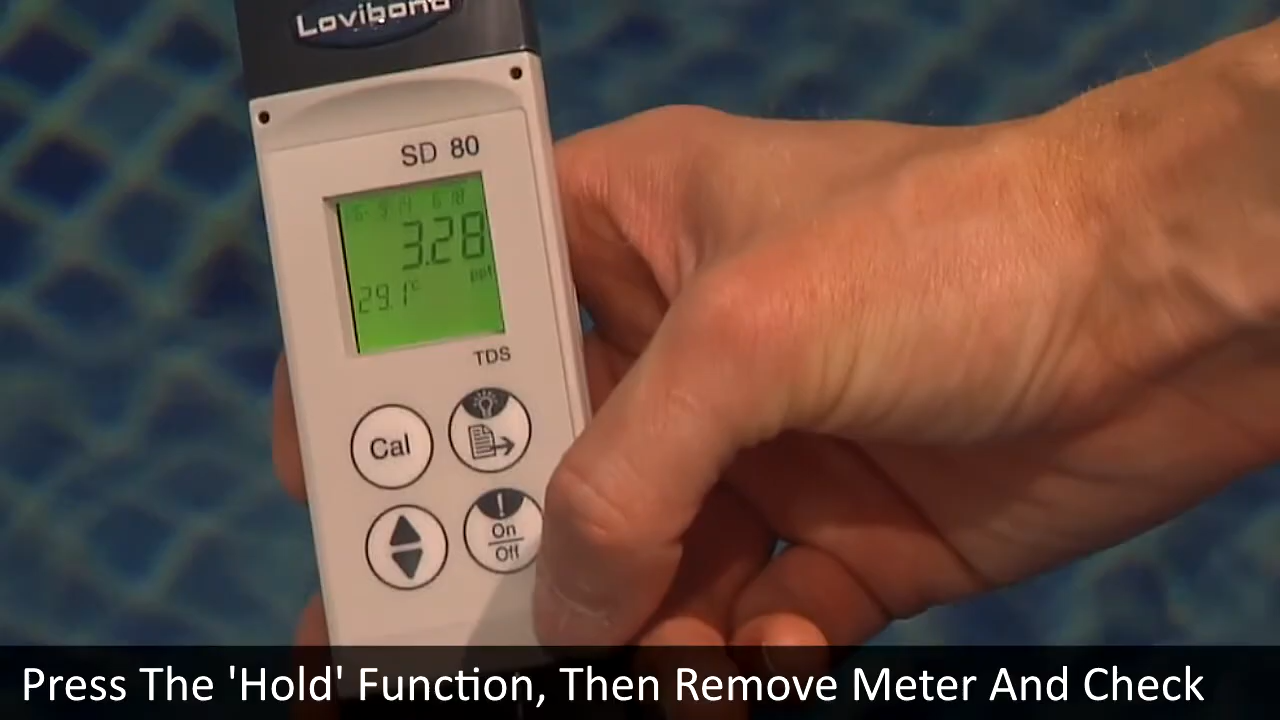 Lovibond
SD 80
3.28
29.1°C
TDS
Cal
!
On
Off
Press The 'Hold' Function, Then Remove Meter And Check